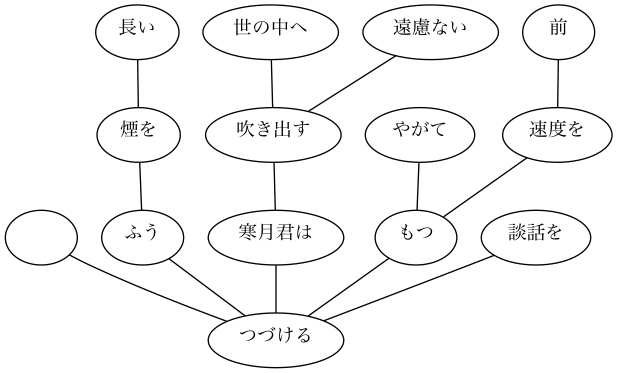 長い
世の中へ
遠慮ない
前
煙を
吹き出す
やがて
速度を
ふう
寒月君は
もつ
談話を
つづける